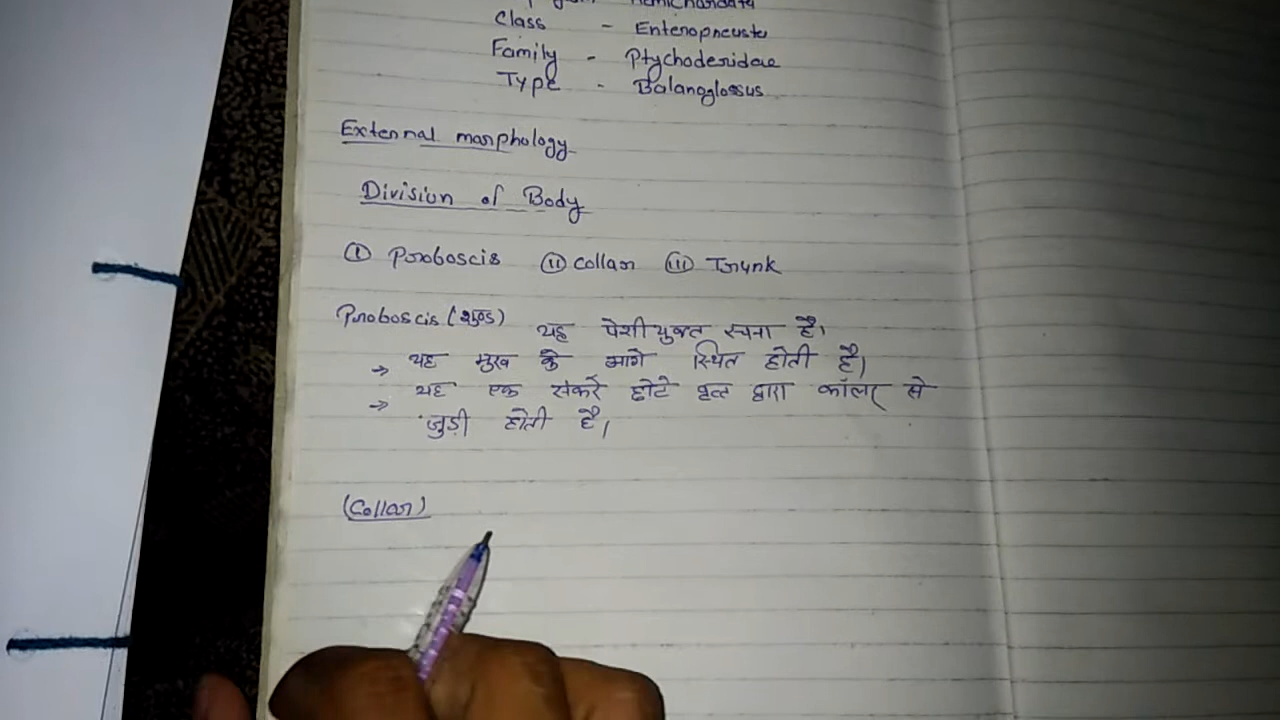 Class - Enteropneusta
Family - Ptychoderidae
Type - Balanoglossus
External morphology
Division of Body
(i) Proboscis (ii) Collar (iii) Trunk
Proboscis (शुण्ड) यह पेशीयुक्त रचना है।
→ यह मुख के आगे स्थित होती है।
→ यह एक संकरे छोटे वृन्त द्वारा कॉलर से
जुड़ी होती है।
(Collar)